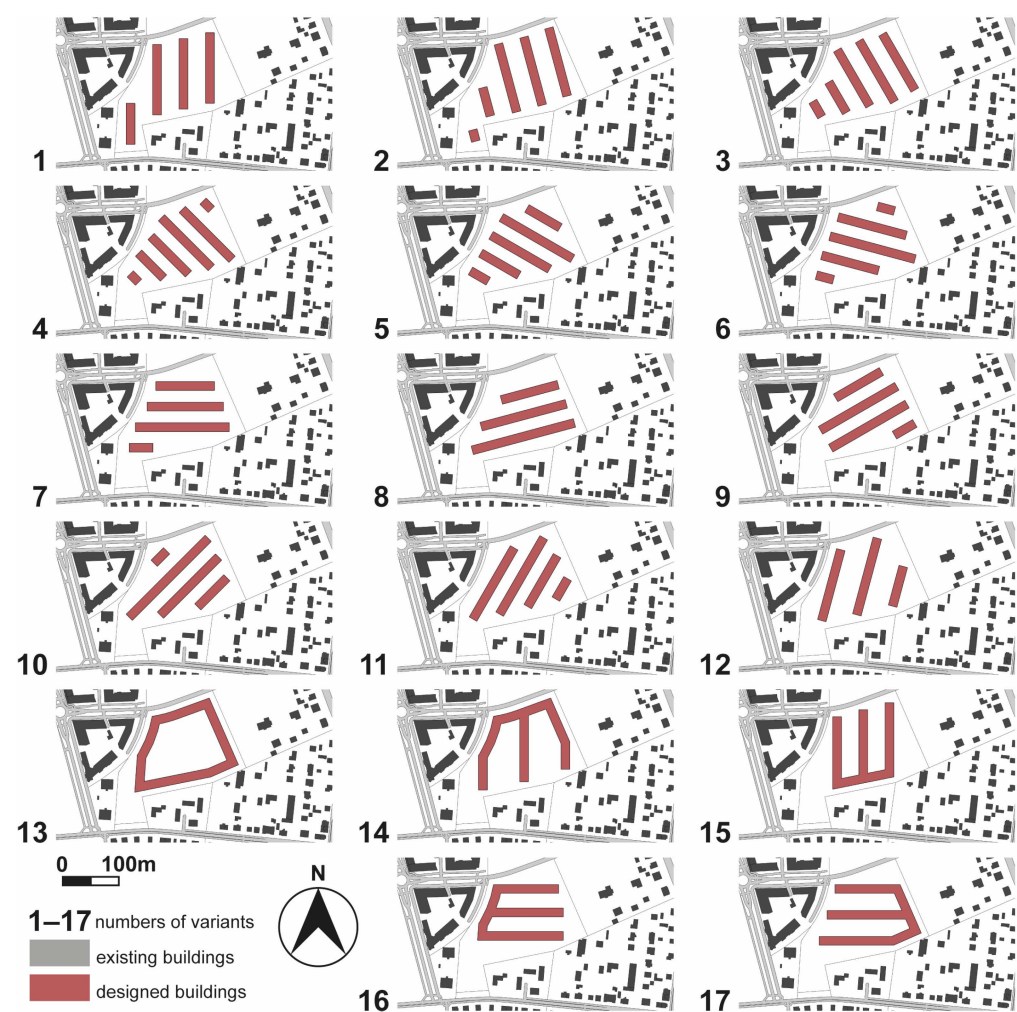 1 2 3
4 5 6
7 8 9
10 11 12
13 14 15
0 100m
N
1–17 numbers of variants
existing buildings
designed buildings
16 17